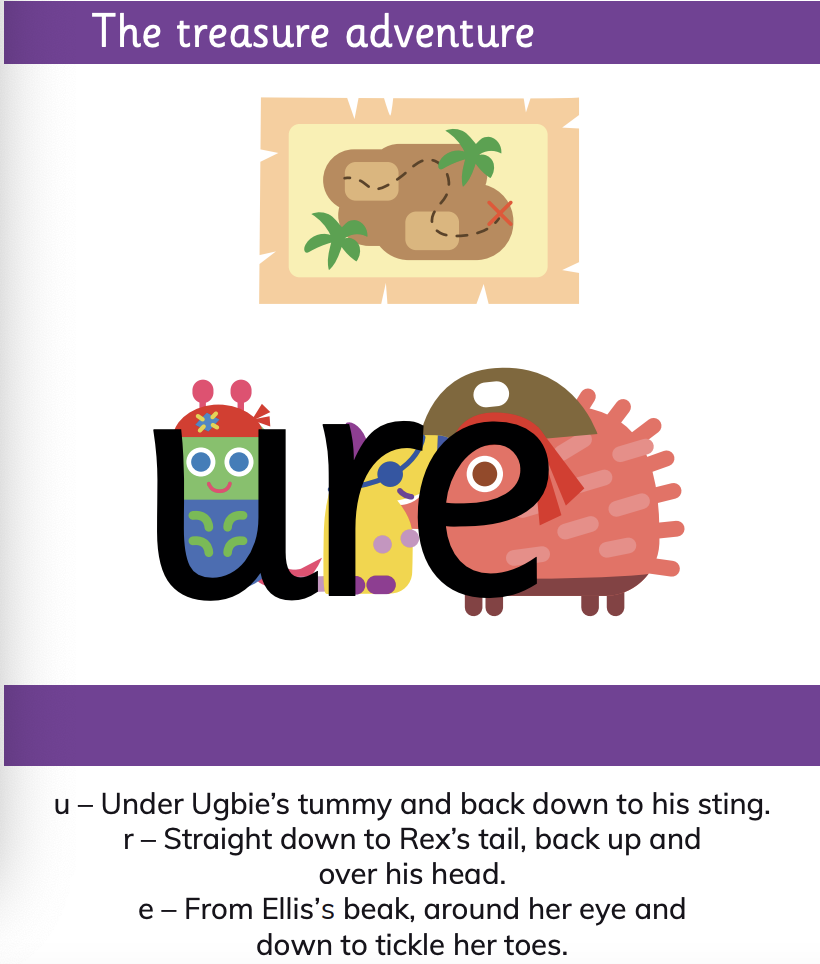 The treasure adventure
ure
u – Under Ugbie’s tummy and back down to his sting.
r – Straight down to Rex’s tail, back up and
over his head.
e – From Ellis’s beak, around her eye and
down to tickle her toes.